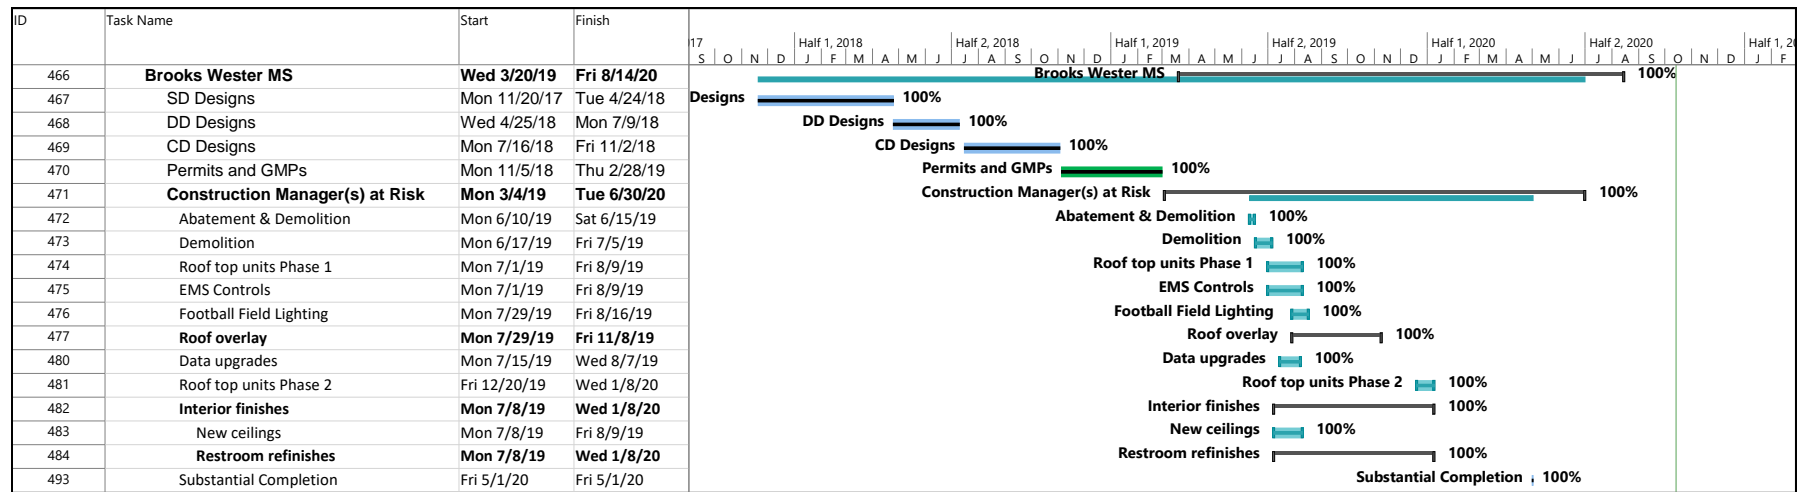 ID Task Name Start Finish
17 Half 1, 2018 Half 2, 2018 Half 1, 2019 Half 2, 2019 Half 1, 2020 Half 2, 2020 Half 1, 20
S O N D J F M A M J J A S O N D J F M A M J J A S O N D J F M A M J J A S O N D J F
466 Brooks Wester MS Wed 3/20/19 Fri 8/14/20 Brooks Wester MS 100%
467 SD Designs Mon 11/20/17 Tue 4/24/18 Designs 100%
468 DD Designs Wed 4/25/18 Mon 7/9/18 DD Designs 100%
469 CD Designs Mon 7/16/18 Fri 11/2/18 CD Designs 100%
470 Permits and GMPs Mon 11/5/18 Thu 2/28/19 Permits and GMPs 100%
471 Construction Manager(s) at Risk Mon 3/4/19 Tue 6/30/20 Construction Manager(s) at Risk 100%
472 Abatement & Demolition Mon 6/10/19 Sat 6/15/19 Abatement & Demolition 100%
473 Demolition Mon 6/17/19 Fri 7/5/19 Demolition 100%
474 Roof top units Phase 1 Mon 7/1/19 Fri 8/9/19 Roof top units Phase 1 100%
475 EMS Controls Mon 7/1/19 Fri 8/9/19 EMS Controls 100%
476 Football Field Lighting Mon 7/29/19 Fri 8/16/19 Football Field Lighting 100%
477 Roof overlay Mon 7/29/19 Fri 11/8/19 Roof overlay 100%
480 Data upgrades Mon 7/15/19 Wed 8/7/19 Data upgrades 100%
481 Roof top units Phase 2 Fri 12/20/19 Wed 1/8/20 Roof top units Phase 2 100%
482 Interior finishes Mon 7/8/19 Wed 1/8/20 Interior finishes 100%
483 New ceilings Mon 7/8/19 Fri 8/9/19 New ceilings 100%
484 Restroom refinishes Mon 7/8/19 Wed 1/8/20 Restroom refinishes 100%
493 Substantial Completion Fri 5/1/20 Fri 5/1/20 Substantial Completion 100%